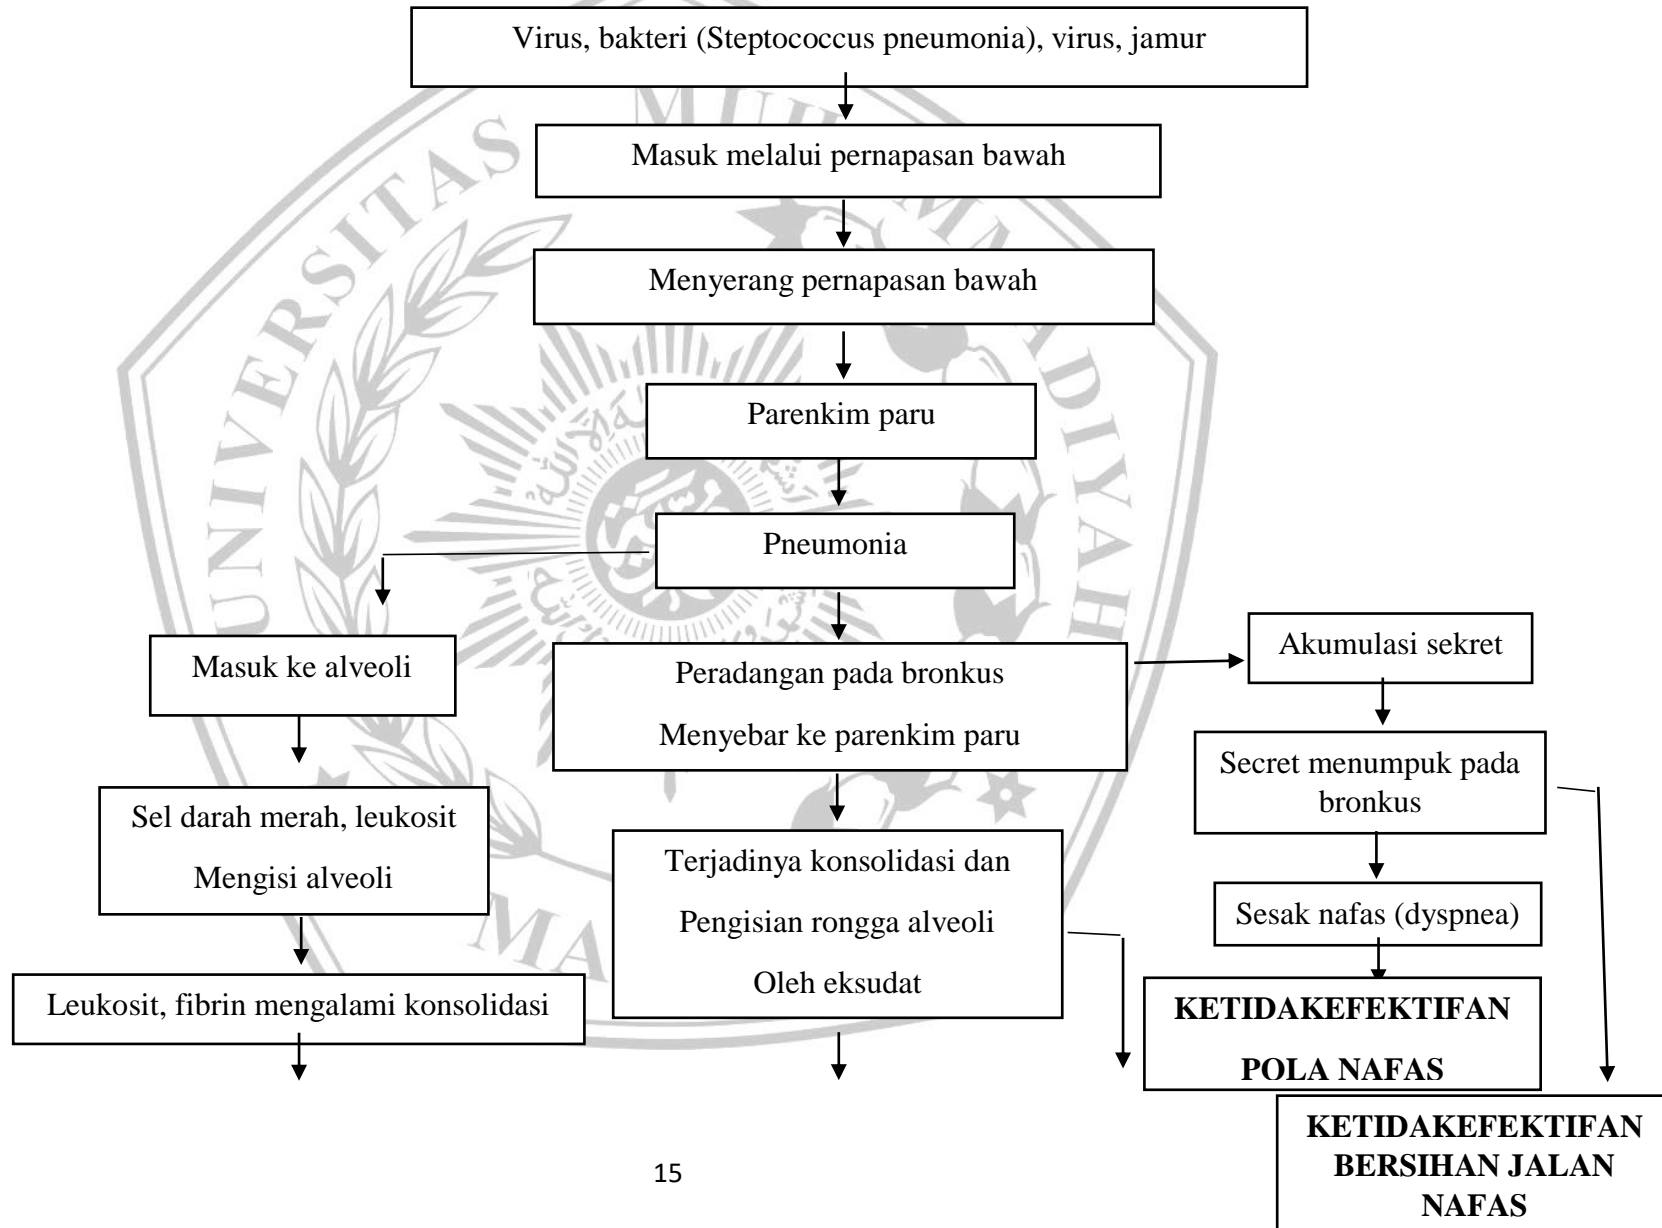 Virus, bakteri (Steptococcus pneumonia), virus, jamur
Masuk melalui pernapasan bawah
Menyerang pernapasan bawah
Parenkim paru
Pneumonia
Masuk ke alveoli
Peradangan pada bronkus
Menyebar ke parenkim paru
Akumulasi sekret
Secret menumpuk pada
bronkus
Sel darah merah, leukosit
Mengisi alveoli
Terjadinya konsolidasi dan
Pengisian rongga alveoli
Oleh eksudat
Sesak nafas (dyspnea)
Leukosit, fibrin mengalami konsolidasi
KETIDAKEFEKTIFAN
POLA NAFAS
KETIDAKEFEKTIFAN
BERSIHAN JALAN
NAFAS
15
UNIVERSITAS